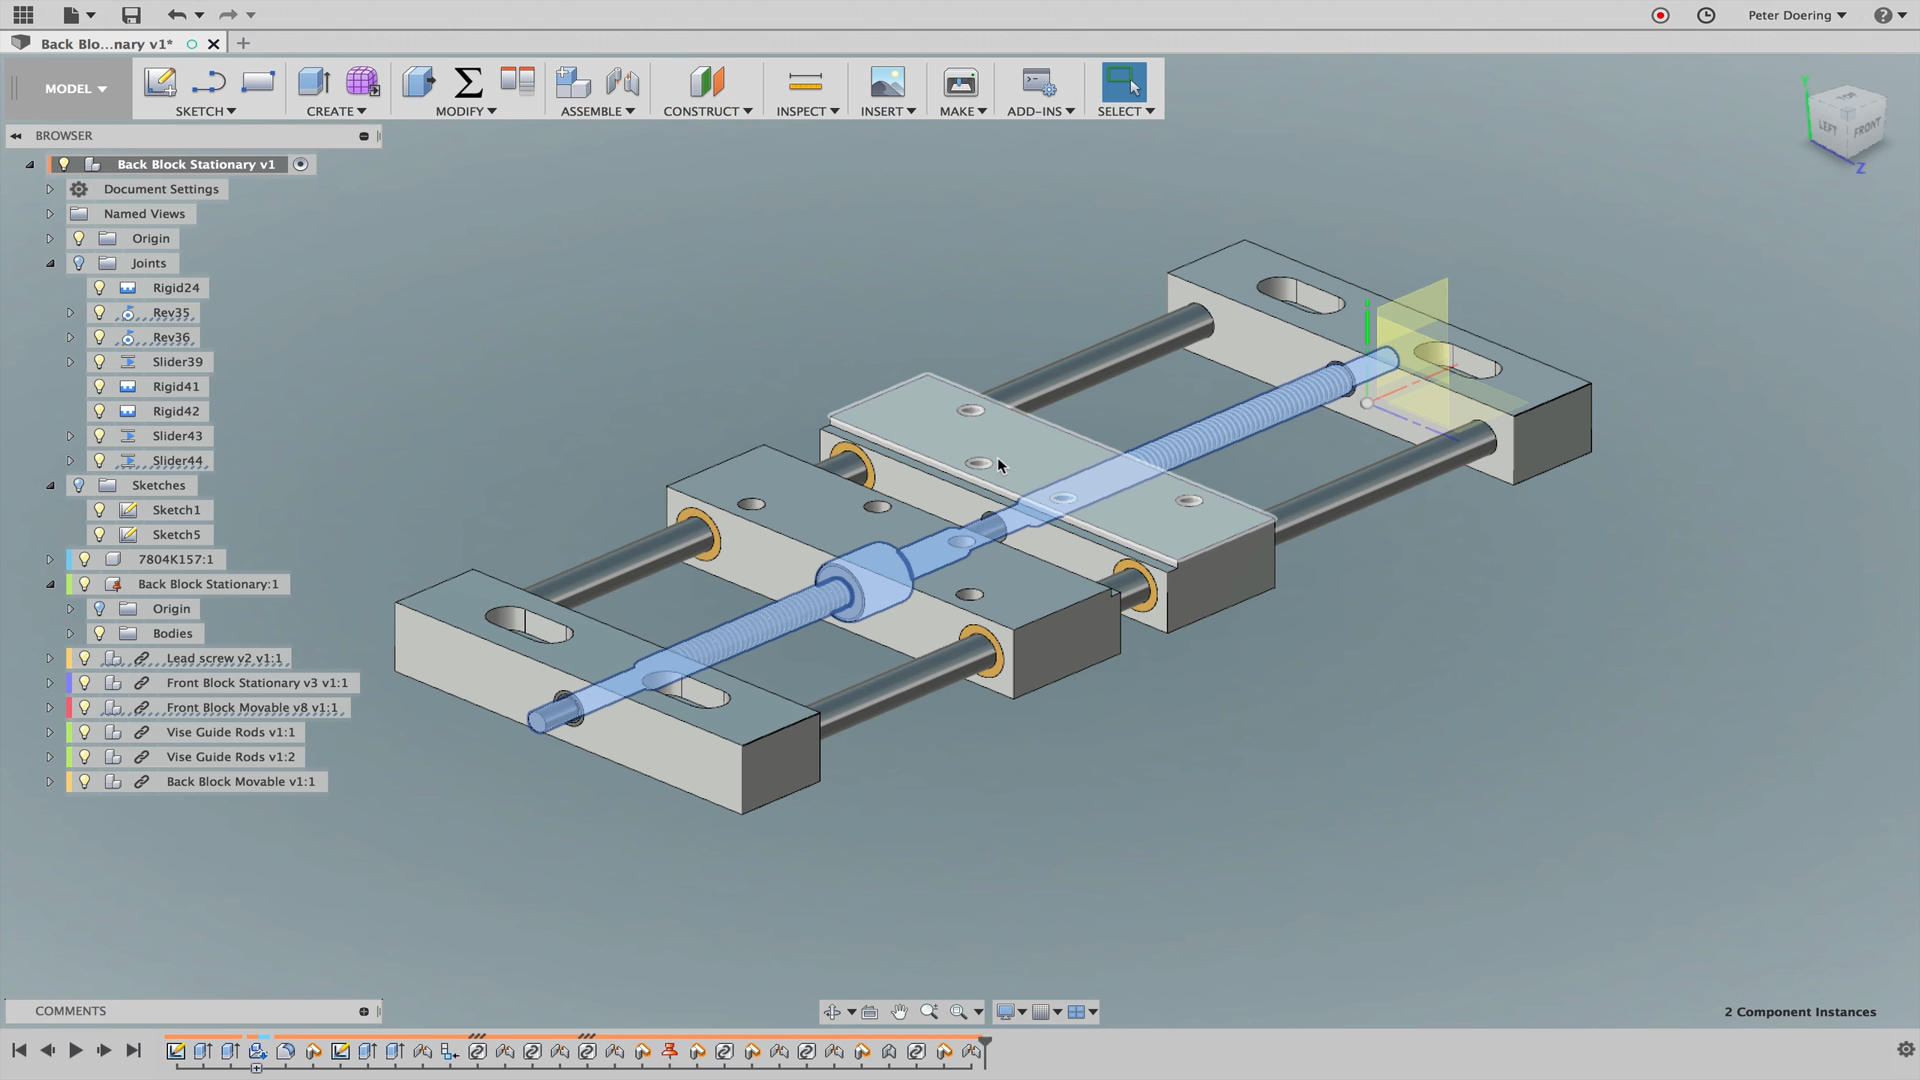 Peter Doering
Back Blo...nary v1*
MODEL
SKETCH
CREATE
MODIFY
ASSEMBLE
CONSTRUCT
INSPECT
INSERT
MAKE
ADD-INS
SELECT
Y
TOP
LEFT
FRONT
Z
BROWSER
Back Block Stationary v1
Document Settings
Named Views
Origin
Joints
Rigid24
Rev35
Rev36
Slider39
Rigid41
Rigid42
Slider43
Slider44
Sketches
Sketch1
Sketch5
7804K157:1
Back Block Stationary:1
Origin
Bodies
Lead screw v2 v1:1
Front Block Stationary v3 v1:1
Front Block Movable v8 v1:1
Vise Guide Rods v1:1
Vise Guide Rods v1:2
Back Block Movable v1:1
COMMENTS
2 Component Instances